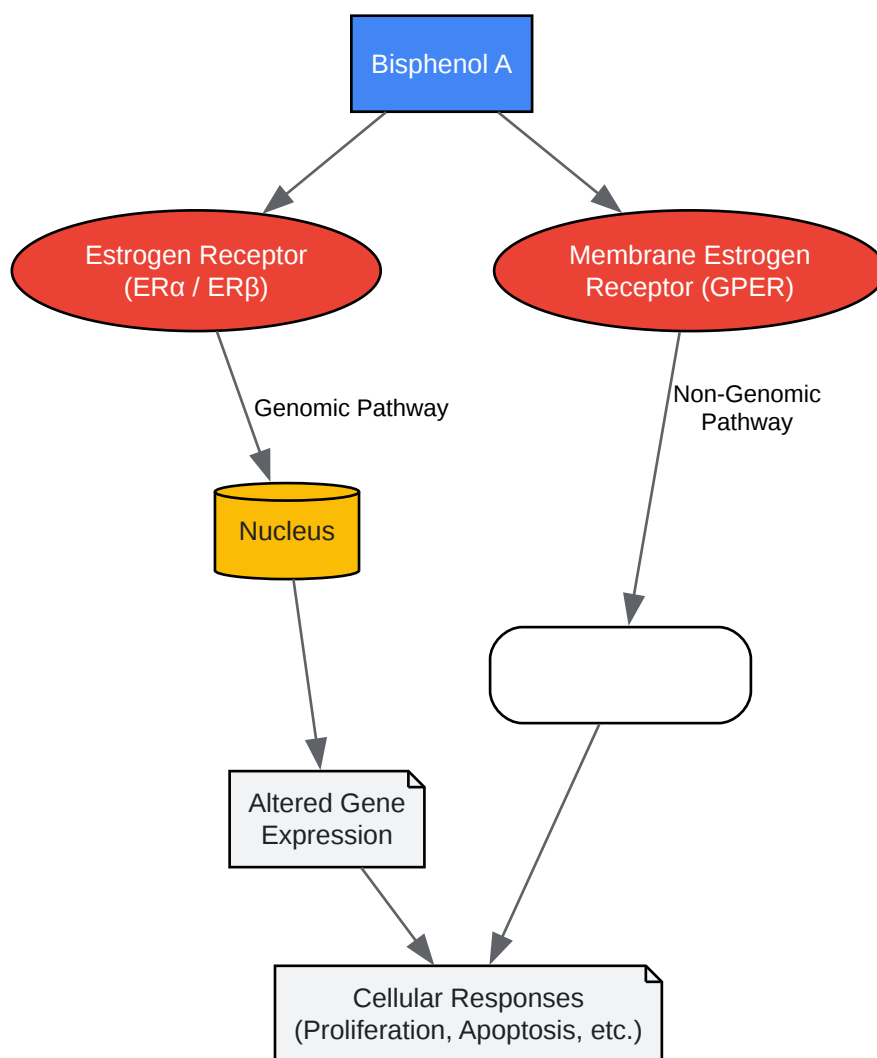 Bisphenol A
Estrogen Receptor
(ERα / ERβ)
Membrane Estrogen
Receptor (GPER)
Genomic Pathway
Non-Genomic
Pathway
Nucleus
Altered Gene
Expression
Cellular Responses
(Proliferation, Apoptosis, etc.)